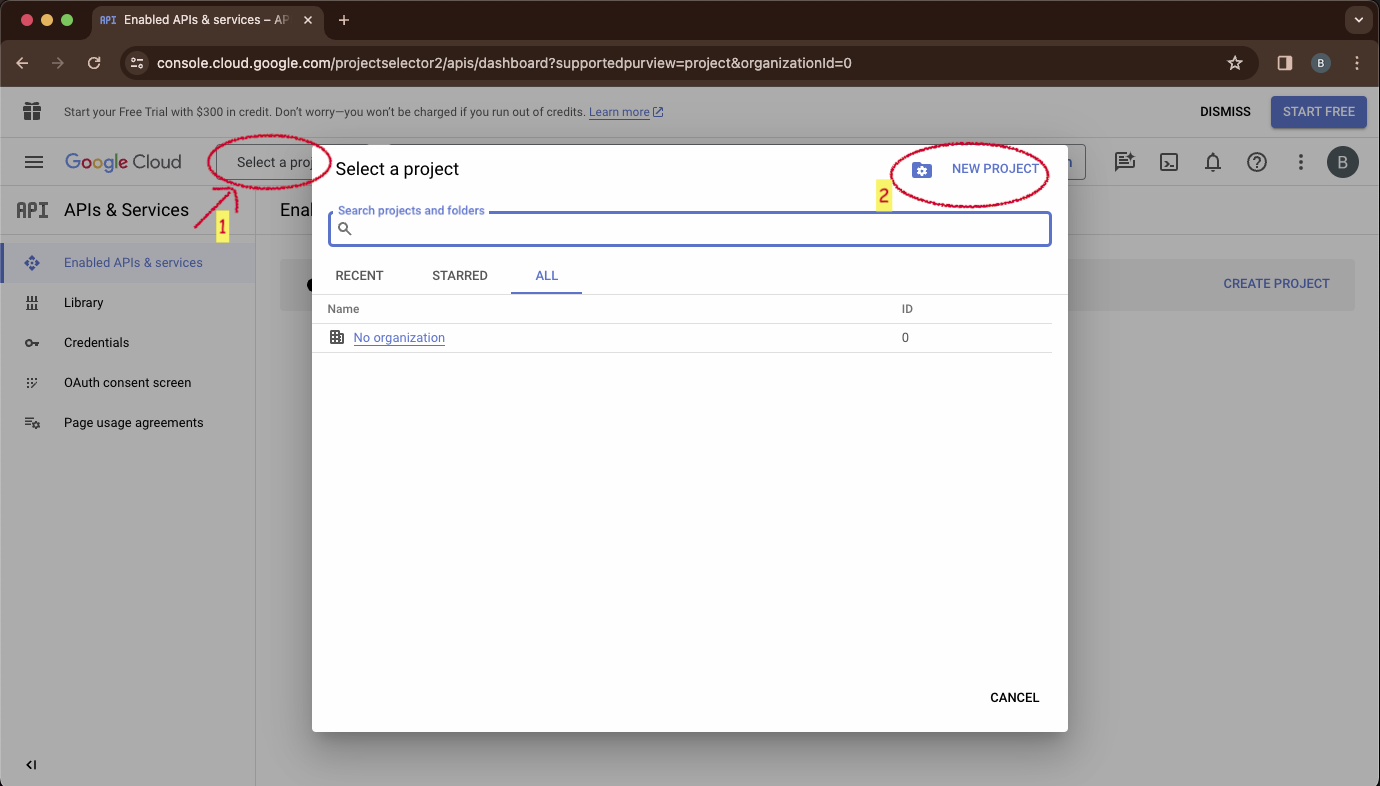 API Enabled APIs & services – AP
console.cloud.google.com/projectselector2/apis/dashboard?supportedpurview=project&organizationId=0
B
Start your Free Trial with $300 in credit. Don't worry—you won't be charged if you run out of credits. Learn more
DISMISS
START FREE
Google Cloud
Select a proj
B
Select a project
NEW PROJECT
1
2
API APIs & Services
Ena
Search projects and folders
Enabled APIs & services
Library
Credentials
OAuth consent screen
Page usage agreements
RECENT
STARRED
ALL
CREATE PROJECT
Name
ID
No organization
0
CANCEL